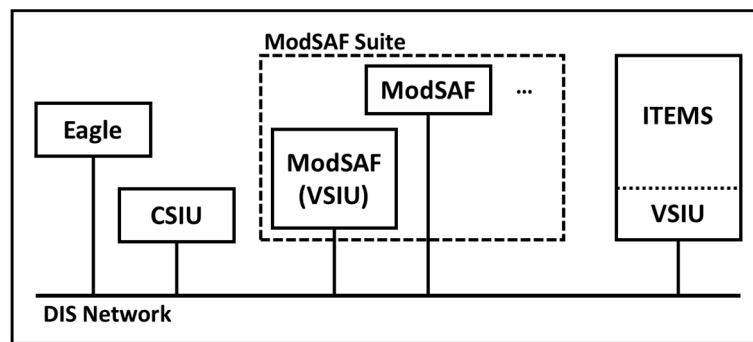 ModSAF Suite
ModSAF
...
Eagle
ModSAF
(VSIU)
CSIU
ITEMS
VSIU
DIS Network